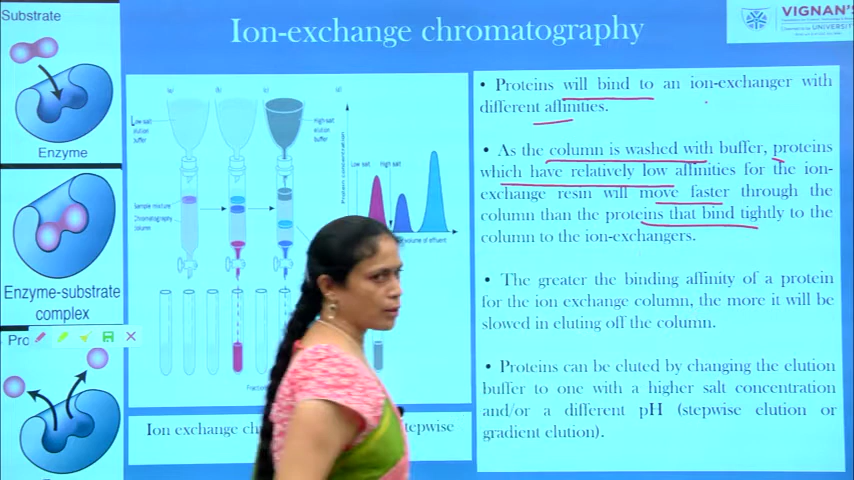 Substrate
Enzyme
Enzyme-substrate
complex
Pro
Ion-exchange chromatography
VIGNAN'S
UNIVERSITY
(a)
(b)
(c)
(d)
Low salt
elution
buffer
High salt
elution
buffer
Sample mixture
Chromatography
column
Protein concentration
Low salt
High salt
volume of effluent
Ion exchange
stepwise
• Proteins will bind to an ion-exchanger with
different affinities.
• As the column is washed with buffer, proteins
which have relatively low affinities for the ion-
exchange resin will move faster through the
column than the proteins that bind tightly to the
column to the ion-exchangers.
• The greater the binding affinity of a protein
for the ion exchange column, the more it will be
slowed in eluting off the column.
• Proteins can be eluted by changing the elution
buffer to one with a higher salt concentration
and/or a different pH (stepwise elution or
gradient elution).